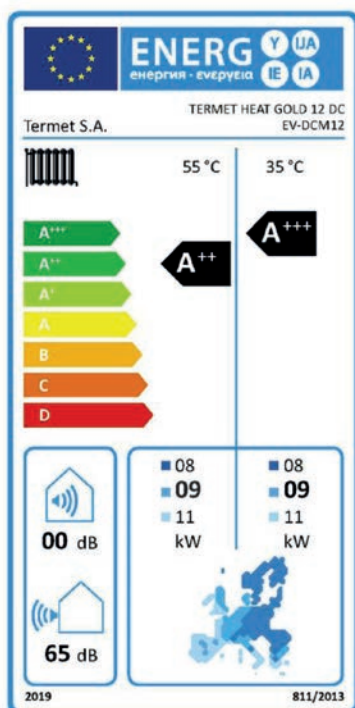 ENERG
енергия · ενεργεια
Y IJA
IE IA
Termet S.A.
TERMET HEAT GOLD 12 DC
EV-DCM12
55 °C
35 °C
A+++
A++
A+
A
B
C
D
A++
A+++
00 dB
65 dB
08
09
11
kW
08
09
11
kW
2019
811/2013